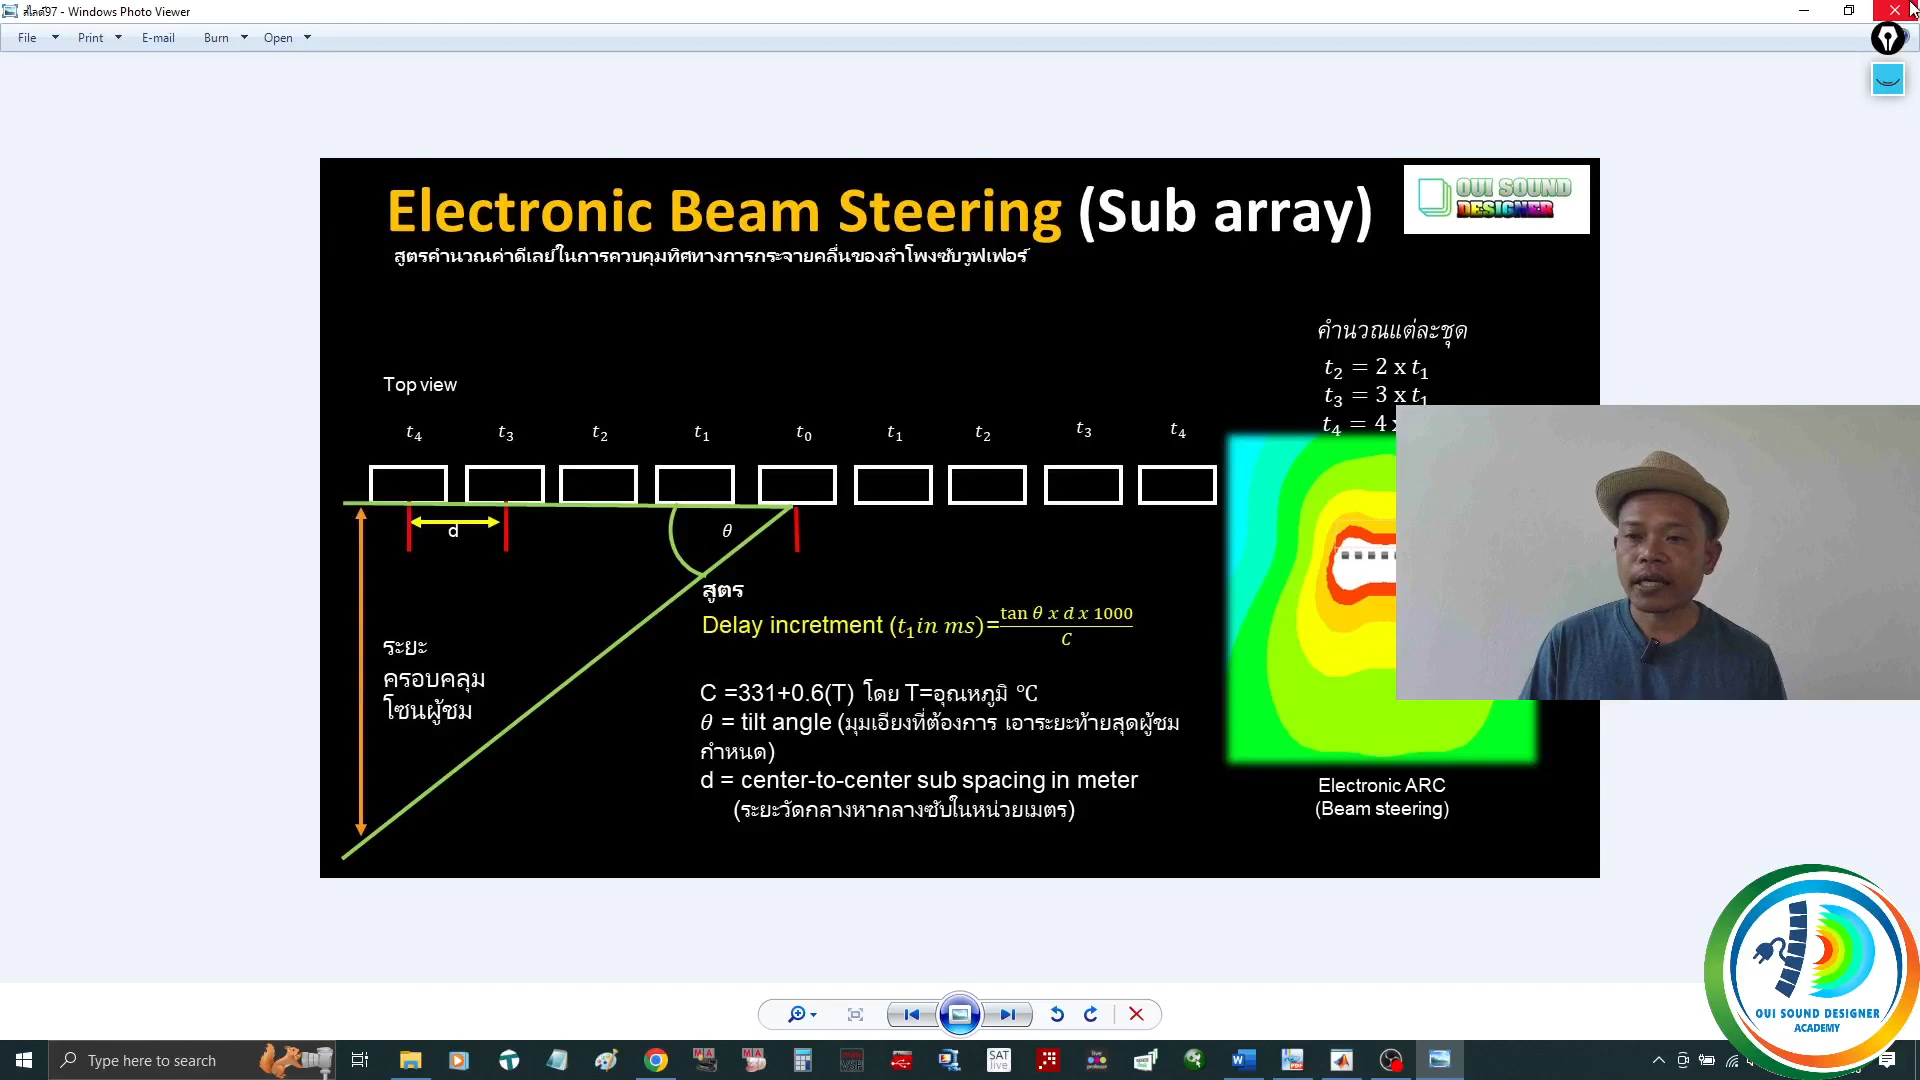 สไลด์97 - Windows Photo Viewer
File Print E-mail Burn Open
Electronic Beam Steering (Sub array)
OUI SOUND
DESIGNER
สูตรคำนวณค่าดีเลย์ในการควบคุมทิศทางการกระจายคลื่นของลำโพงซับวูฟเฟอร์
คำนวณแต่ละชุด
t₂ = 2 x t₁
t₃ = 3 x t₁
t₄ = 4
Top view
t₄ t₃ t₂ t₁ t₀ t₁ t₂ t₃ t₄
d
θ
สูตร
Delay incretment (t₁in ms)=tan θ x d x 1000
C
ระยะ
ครอบคลุม
โซนผู้ชม
C =331+0.6(T) โดย T=อุณหภูมิ °C
θ = tilt angle (มุมเอียงที่ต้องการ เอาระยะท้ายสุดผู้ชม
กำหนด)
d = center-to-center sub spacing in meter
(ระยะวัดกลางหากลางซับในหน่วยเมตร)
Electronic ARC
(Beam steering)
OUI SOUND DESIGNER
ACADEMY
Type here to search
SAT
live